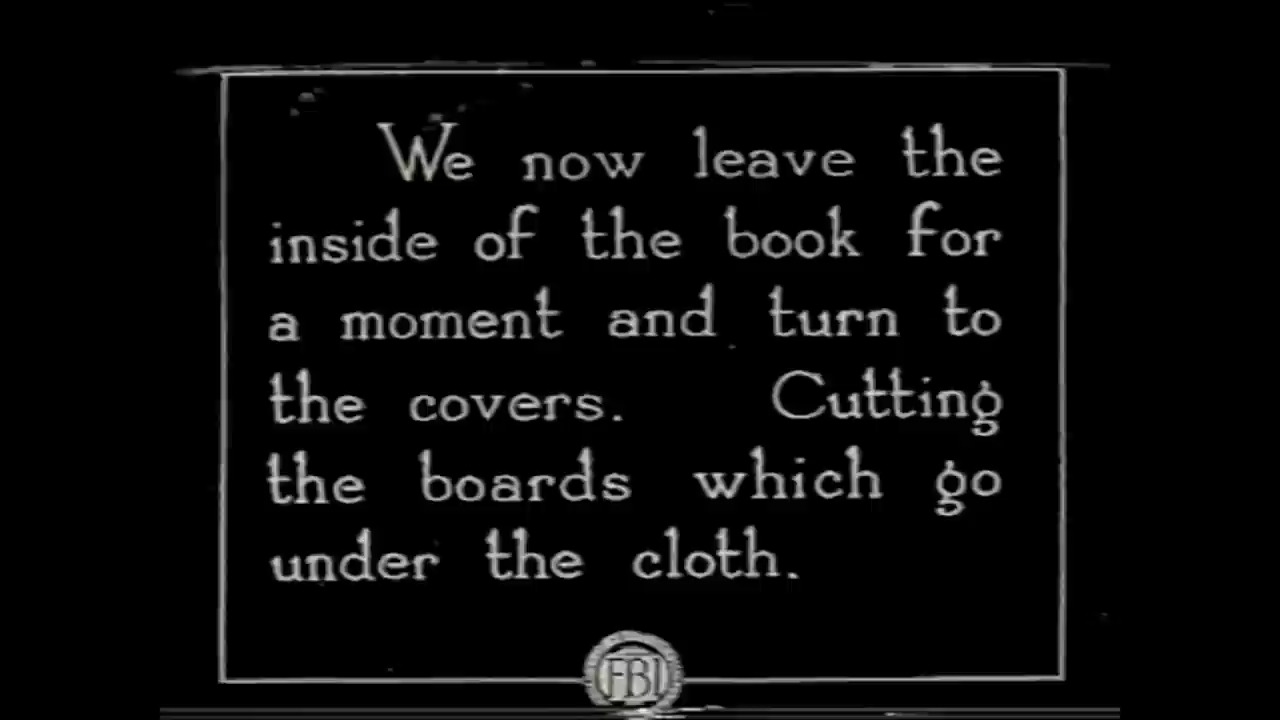 We now leave the
inside of the book for
a moment and turn to
the covers. Cutting
the boards which go
under the cloth.
FBI